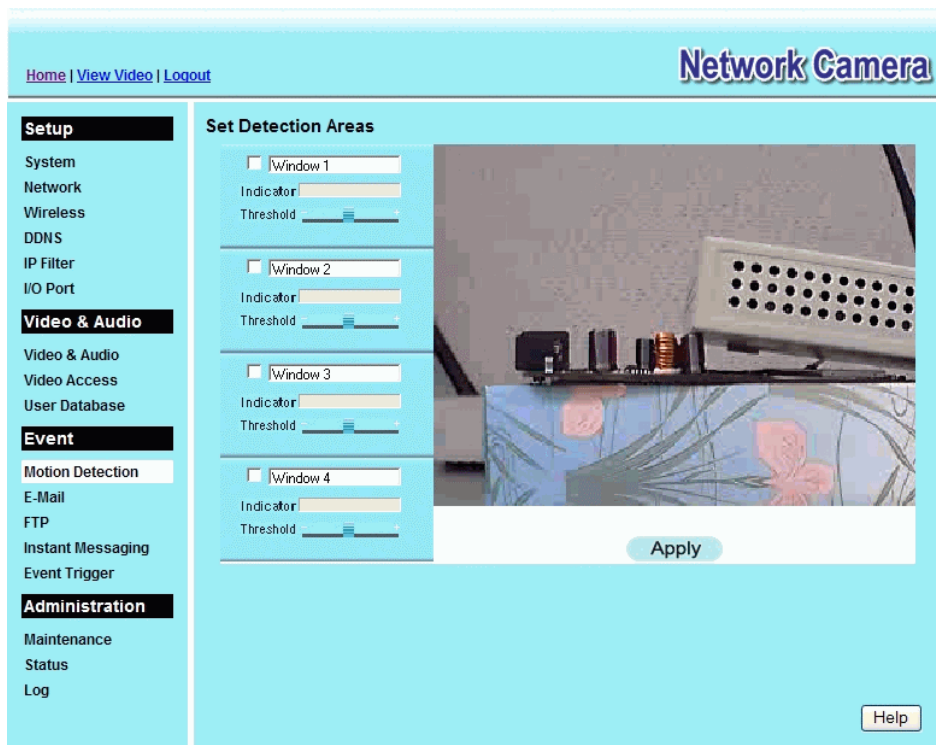 Home | View Video | Logout
Network Camera
Setup
System
Network
Wireless
DDNS
IP Filter
I/O Port
Video & Audio
Video & Audio
Video Access
User Database
Event
Motion Detection
E-Mail
FTP
Instant Messaging
Event Trigger
Administration
Maintenance
Status
Log
Set Detection Areas
Window 1
Indicator
Threshold - +
Window 2
Indicator
Threshold - +
Window 3
Indicator
Threshold - +
Window 4
Indicator
Threshold - +
Apply
Help